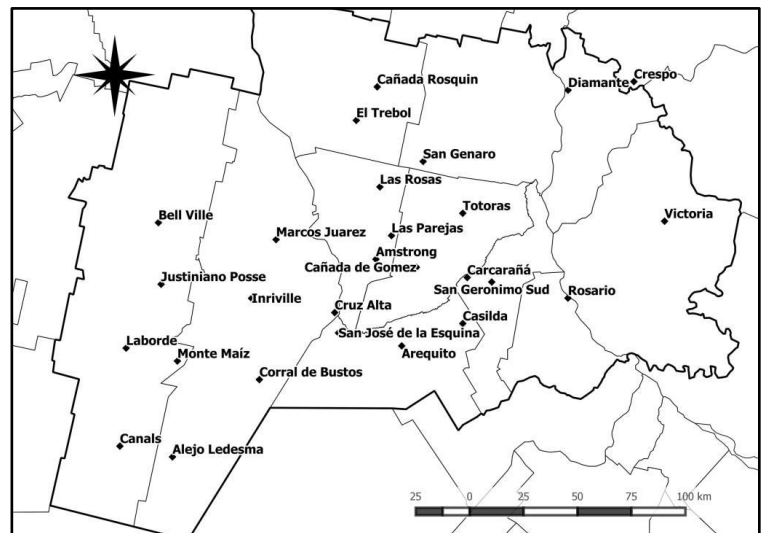 Cañada Rosquin
Crespo
Diamante
El Trebol
San Genaro
Las Rosas
Totoras
Bell Ville
Victoria
Marcos Juarez
Las Parejas
Amstrong
Cañada de Gomez
Carcarañá
Justiniano Posse
San Geronimo Sud
Inriville
Rosario
Cruz Alta
Casilda
San José de la Esquina
Laborde
Arequito
Monte Maíz
Corral de Bustos
Canals
Alejo Ledesma
25 0 25 50 75 100 km